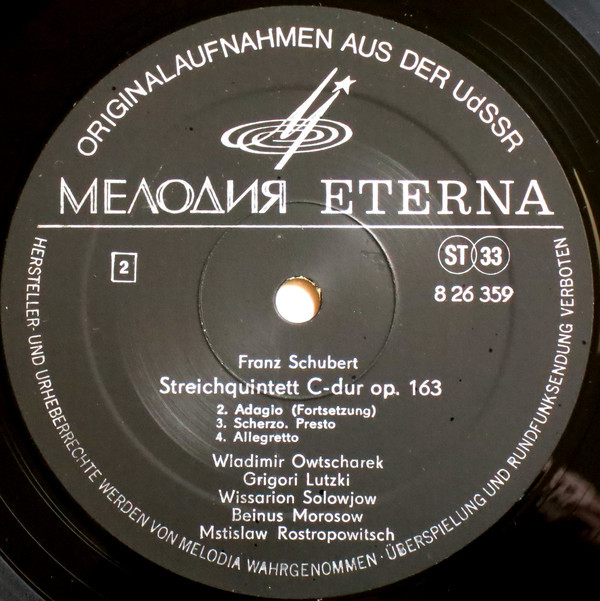 ORIGINALAUFNAHMEN AUS DER UdSSR
МЕЛОДИЯ ETERNA
2
ST 33
8 26 359
Franz Schubert
Streichquintett C-dur op. 163
2. Adagio (Fortsetzung)
3. Scherzo. Presto
4. Allegretto
Wladimir Owtscharek
Grigori Lutzki
Wissarion Solowjow
Beinus Morosow
Mstislaw Rostropowitsch
HERSTELLER- UND URHEBERRECHTE WERDEN VON MELODIA WAHRGENOMMEN · ÜBERSPIELUNG UND RUNDFUNKSENDUNG VERBOTEN